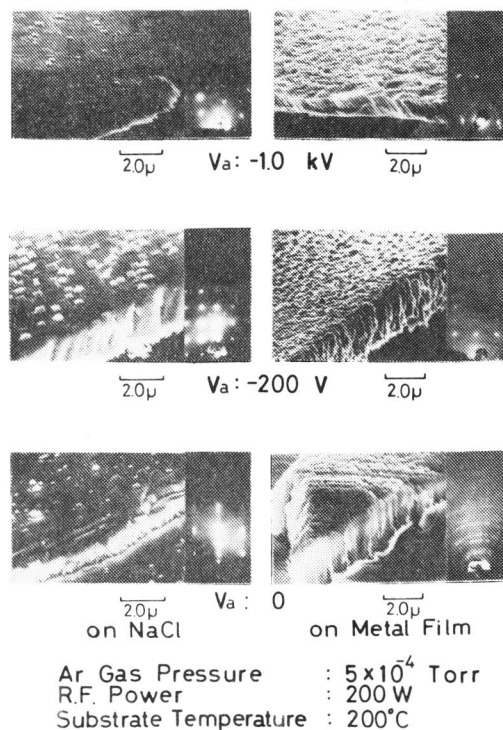 2.0μ Va: -1.0 kV 2.0μ
2.0μ Va: -200 V 2.0μ
2.0μ Va: 0 2.0μ
on NaCl on Metal Film
Ar Gas Pressure : 5×10⁻⁴ Torr
R.F. Power : 200 W
Substrate Temperature : 200°C